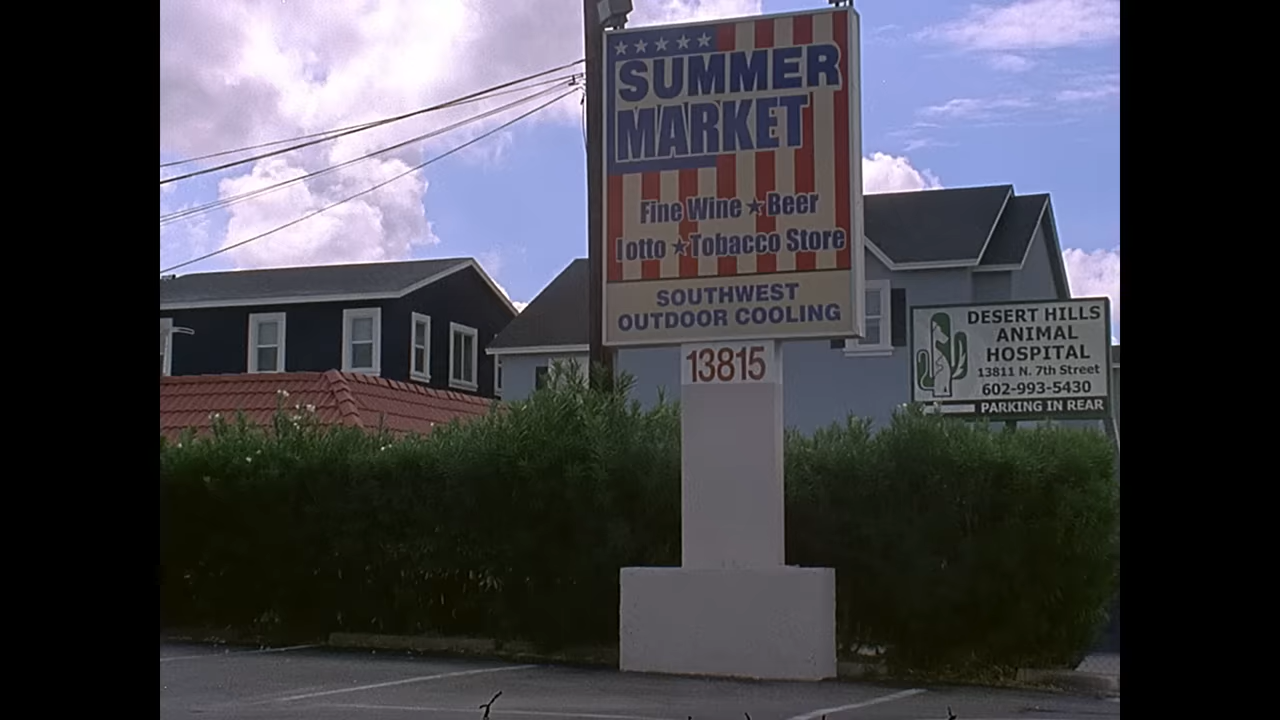 SUMMER
MARKET
Fine Wine ★ Beer
Lotto ★ Tobacco Store
SOUTHWEST
OUTDOOR COOLING
13815
DESERT HILLS
ANIMAL
HOSPITAL
13811 N. 7th Street
602-993-5430
PARKING IN REAR